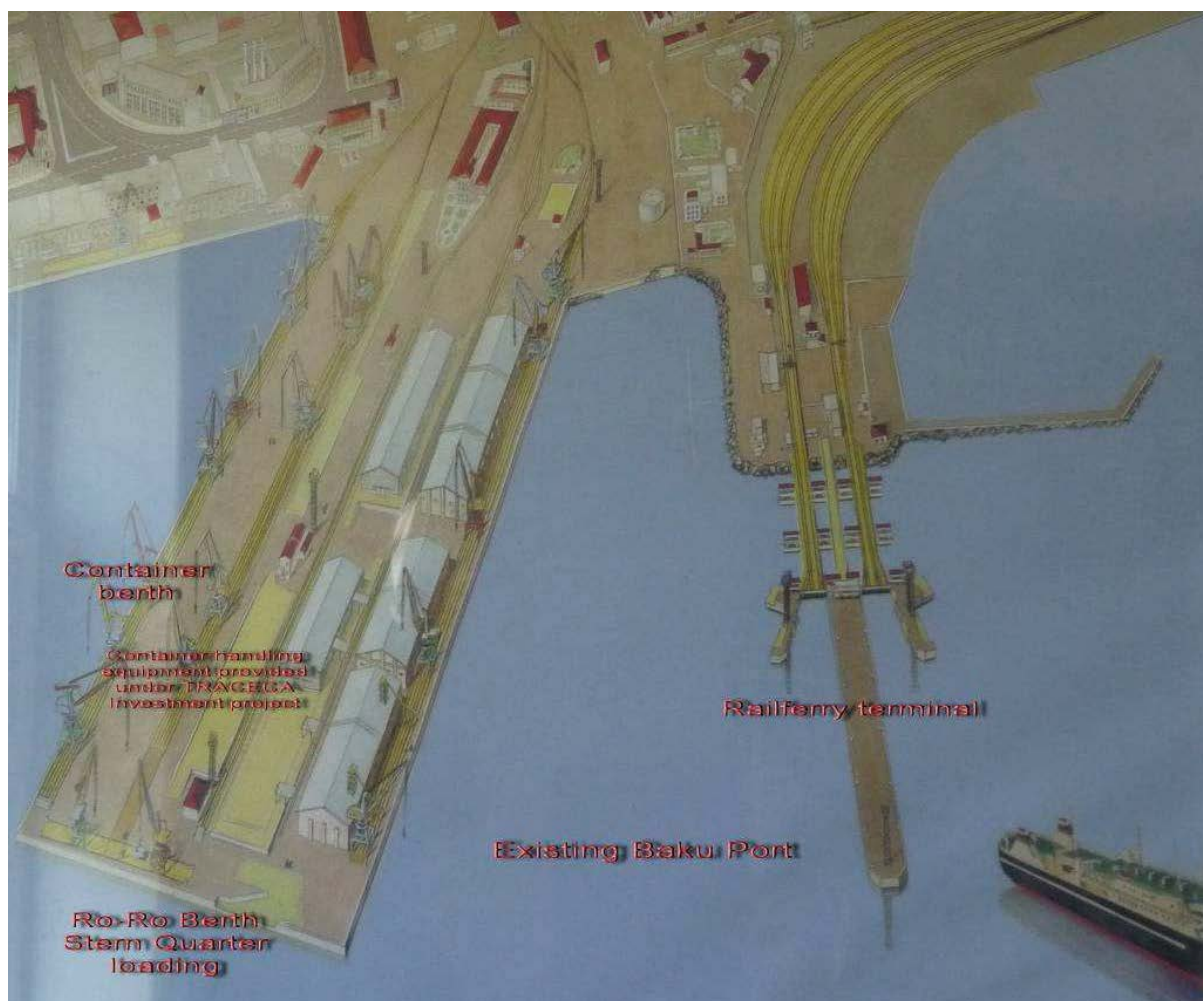 Container
berth
Container handling
equipment provided
under TRACECA
Investment project
Railferry terminal
Existing Baku Port
Ro-Ro Berth
Stern Quarter
loading